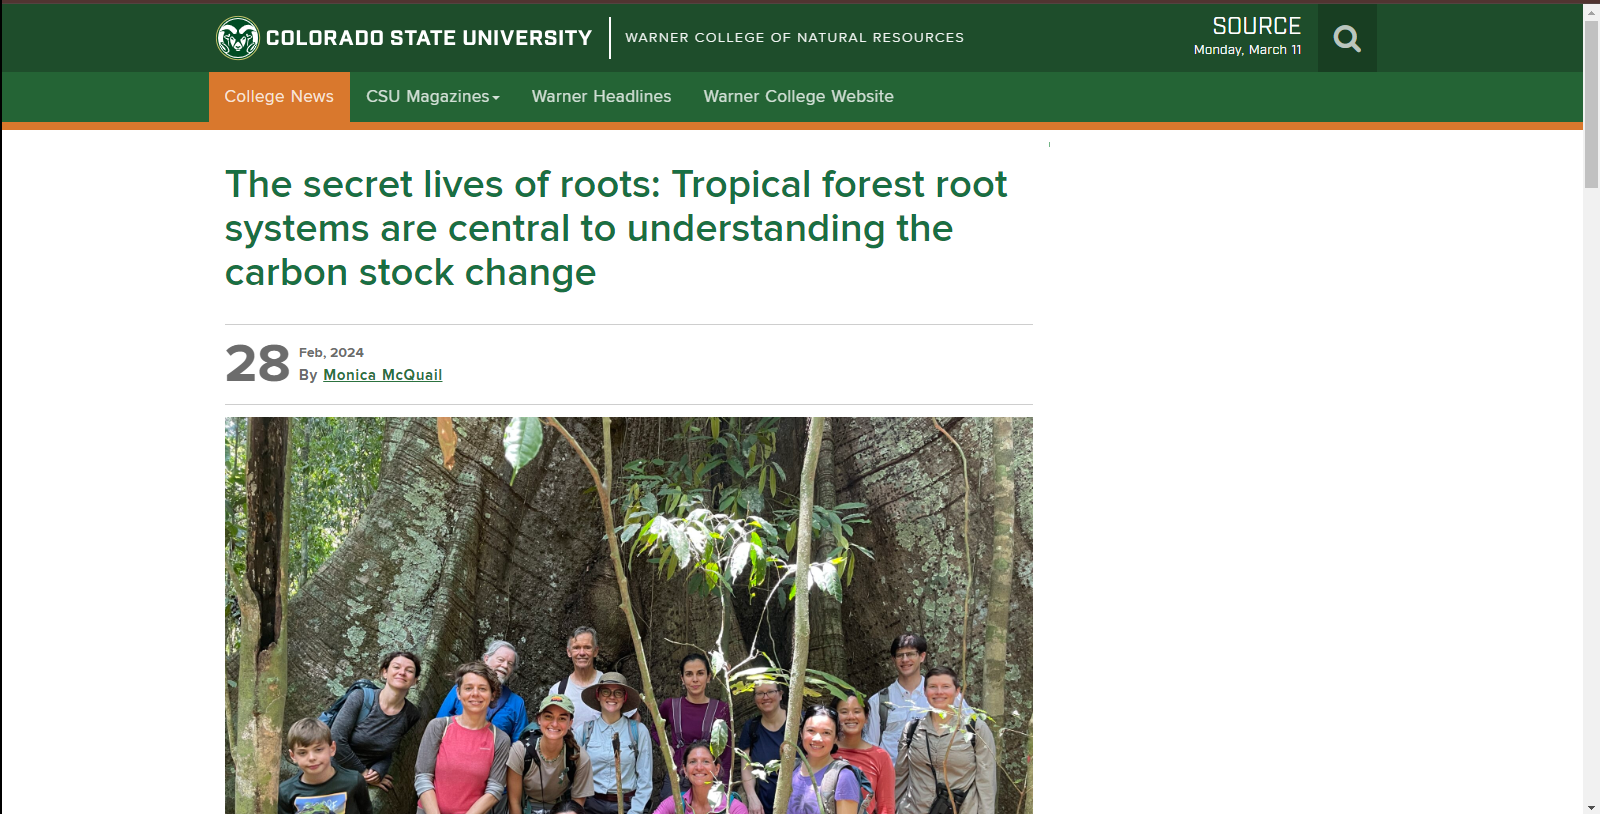 COLORADO STATE UNIVERSITY
WARNER COLLEGE OF NATURAL RESOURCES
SOURCE
Monday, March 11
College News
CSU Magazines
Warner Headlines
Warner College Website
The secret lives of roots: Tropical forest root
systems are central to understanding the
carbon stock change
28
Feb, 2024
By Monica McQuail